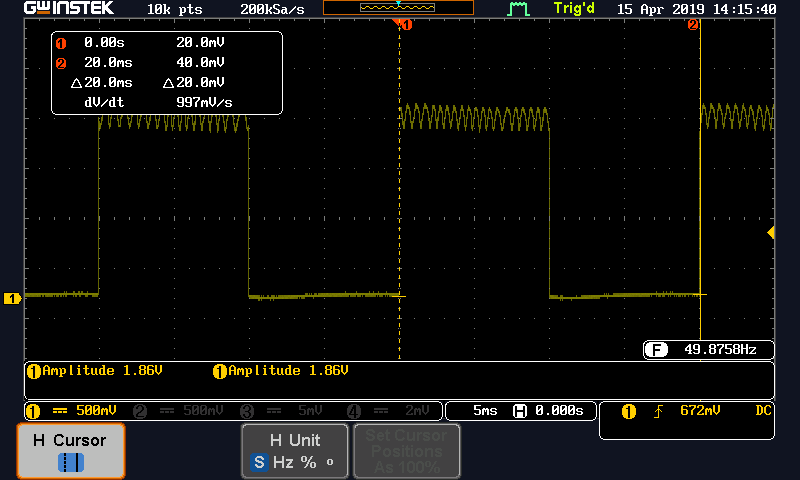 GWINSTEK 10k pts 200kSa/s Trig'd 15 Apr 2019 14:15:40
1 2
1 0.00s 20.0mV
2 20.0ms 40.0mV
△20.0ms △20.0mV
dV/dt 997mV/s
1
F 49.8758Hz
1 Amplitude 1.86V 1 Amplitude 1.86V
1 500mV 2 500mV 3 5mV 4 2mV 5ms H 0.000s 1 672mV DC
H Cursor
H Unit
S Hz % °
Set Cursor
Positions
As 100%